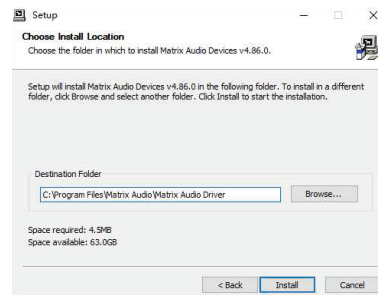 Setup
Choose Install Location
Choose the folder in which to install Matrix Audio Devices v4.86.0.
Setup will install Matrix Audio Devices v4.86.0 in the following folder. To install in a different
folder, click Browse and select another folder. Click Install to start the installation.
Destination Folder
C:\Program Files\Matrix Audio\Matrix Audio Driver
Browse...
Space required: 4.5MB
Space available: 63.0GB
< Back
Install
Cancel